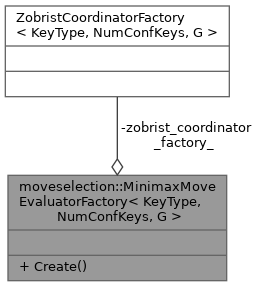 ZobristCoordinatorFactory
< KeyType, NumConfKeys, G >
-zobrist_coordinator
_factory_
moveselection::MinimaxMove
EvaluatorFactory< KeyType,
NumConfKeys, G >
+ Create()